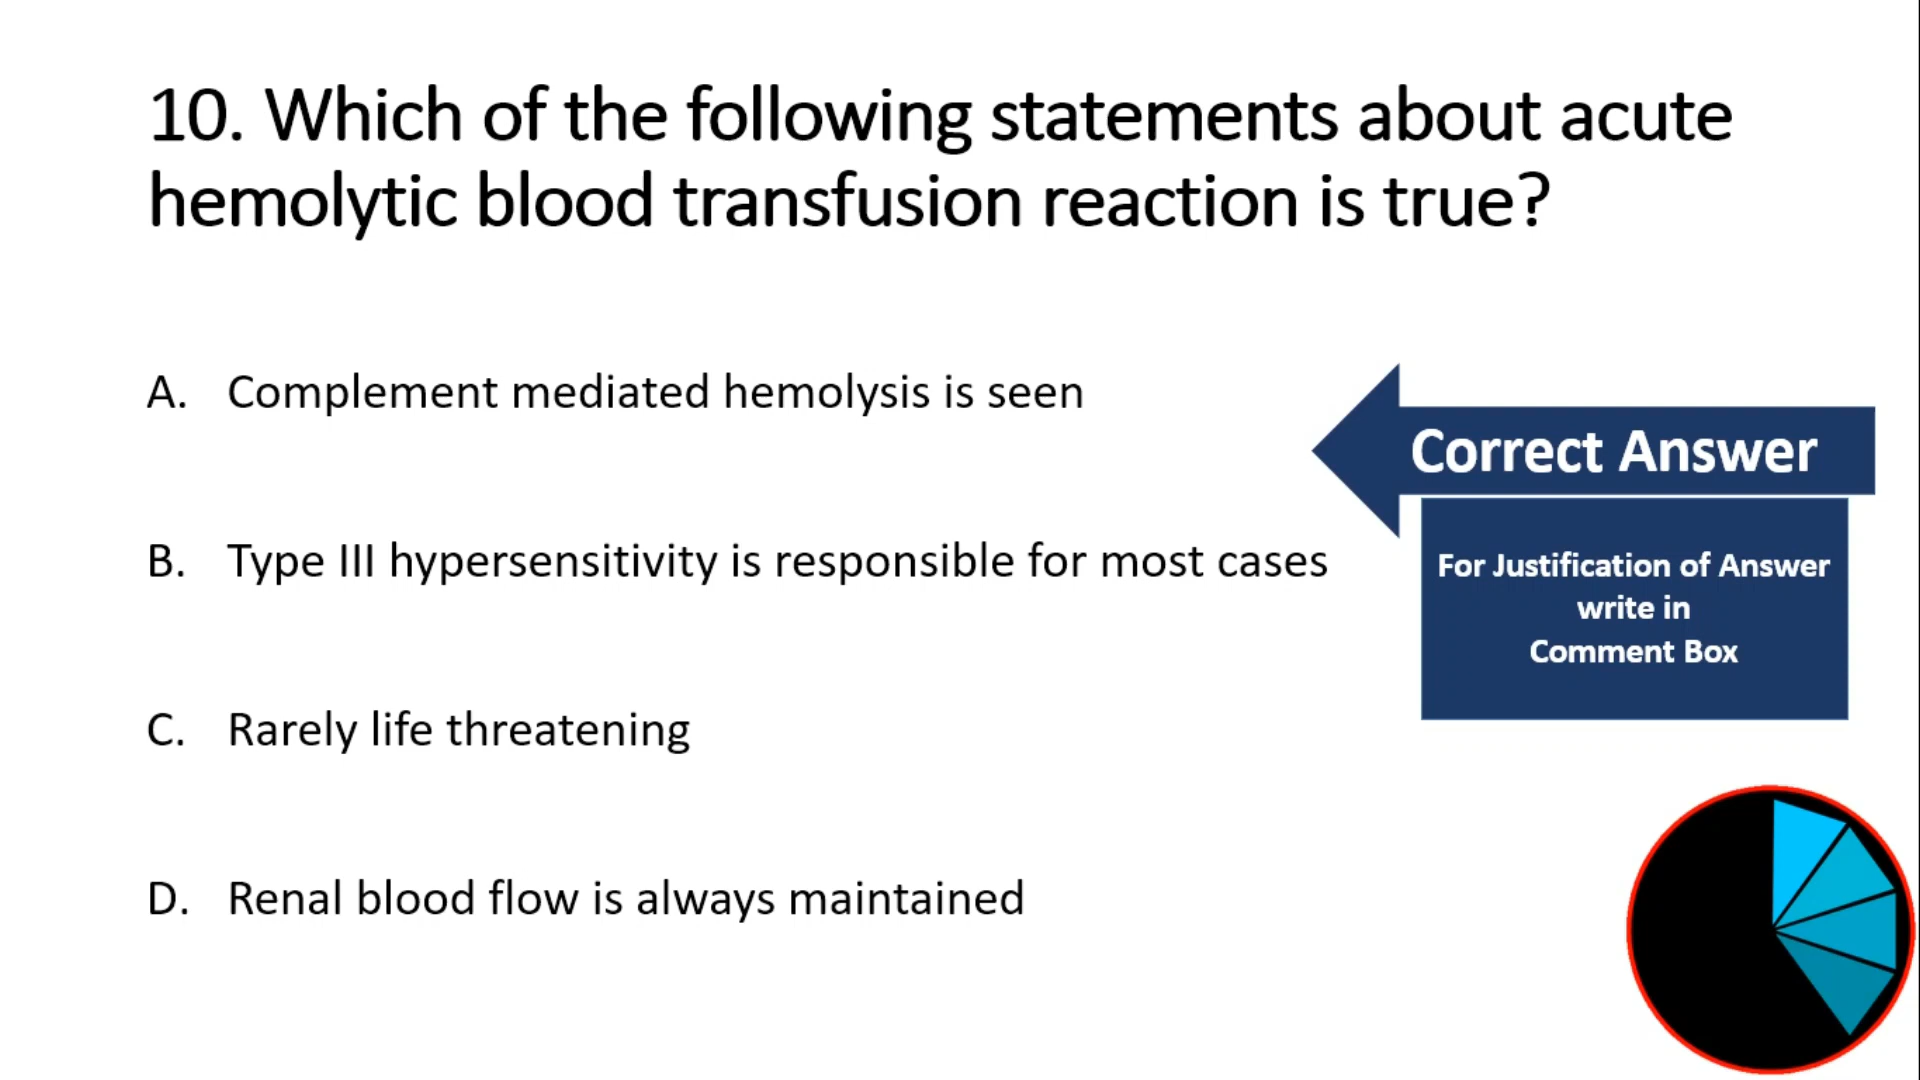 10. Which of the following statements about acute
hemolytic blood transfusion reaction is true?
A. Complement mediated hemolysis is seen
Correct Answer
B. Type III hypersensitivity is responsible for most cases
For Justification of Answer
write in
Comment Box
C. Rarely life threatening
D. Renal blood flow is always maintained